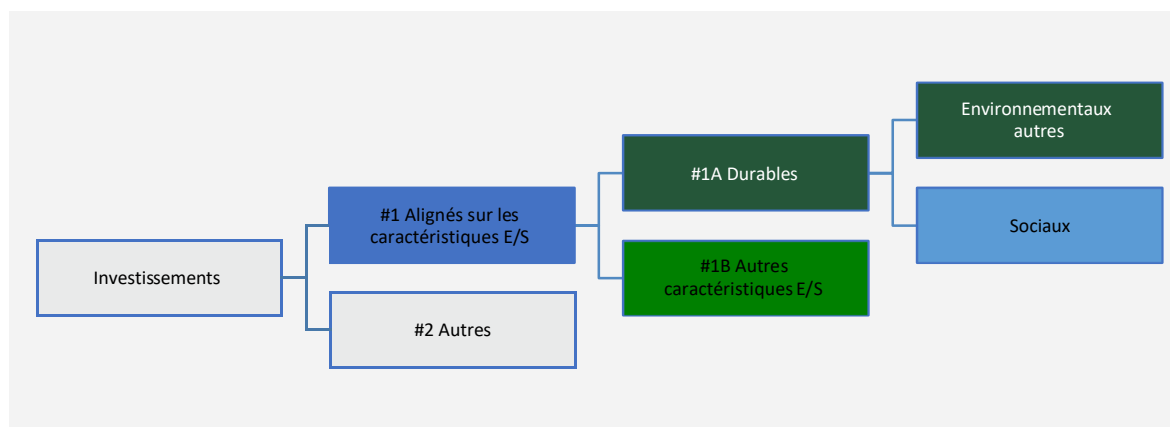 Environnementaux
autres
#1A Durables
#1 Alignés sur les
caractéristiques E/S
Sociaux
Investissements
#1B Autres
caractéristiques E/S
#2 Autres